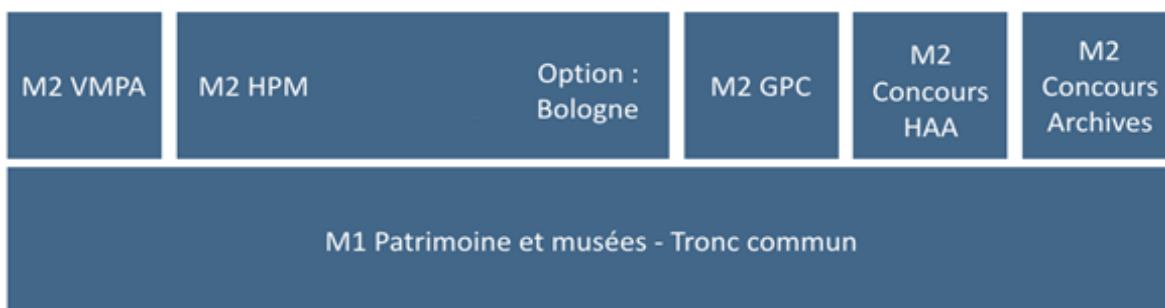 M2 VMPA
M2 HPM
Option :
Bologne
M2 GPC
M2
Concours
HAA
M2
Concours
Archives
M1 Patrimoine et musées - Tronc commun